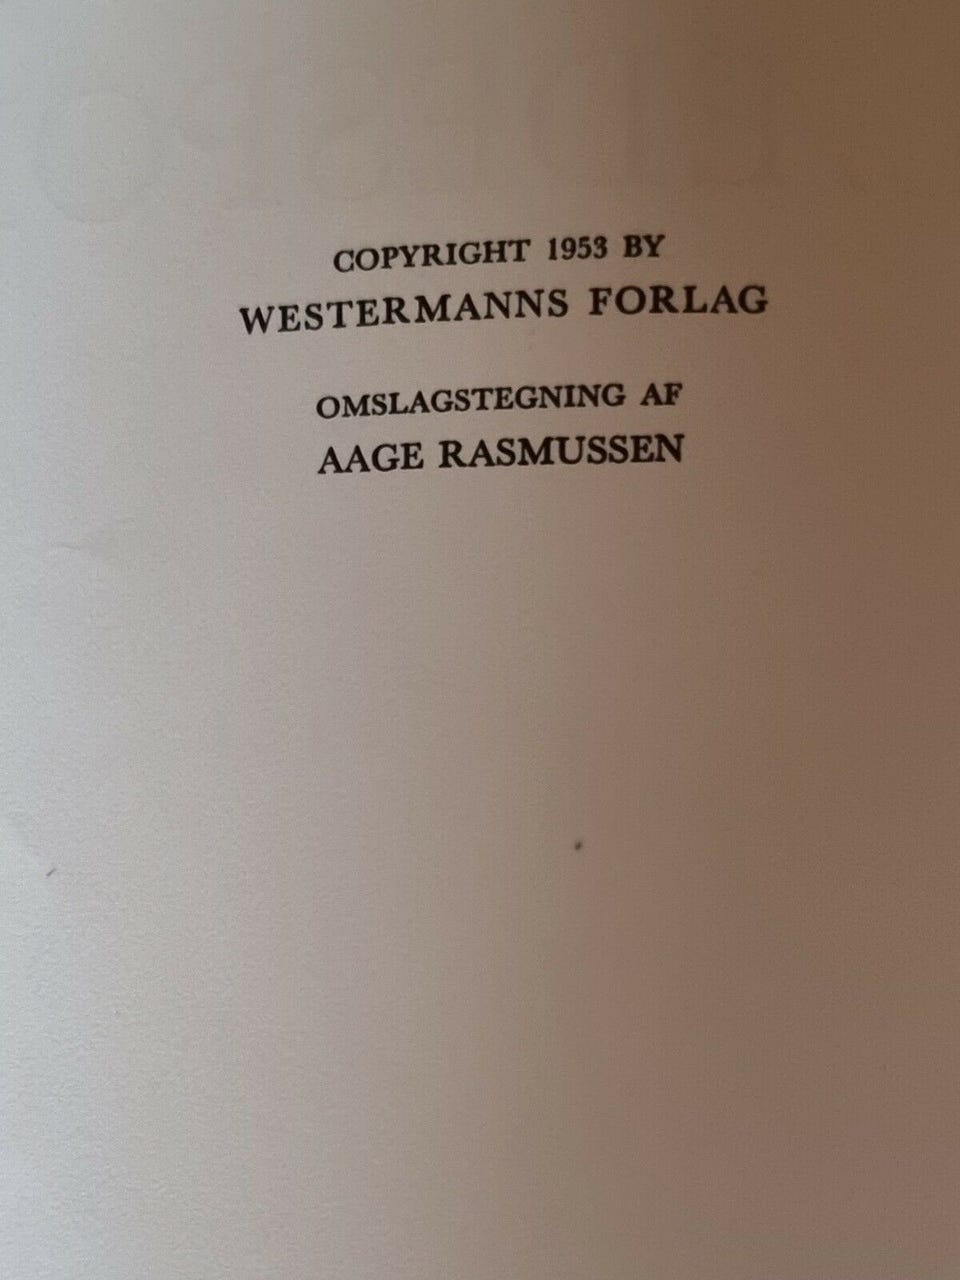 COPYRIGHT 1953 BY
WESTERMANNS FORLAG
OMSLAGSTEGNING AF
AAGE RASMUSSEN